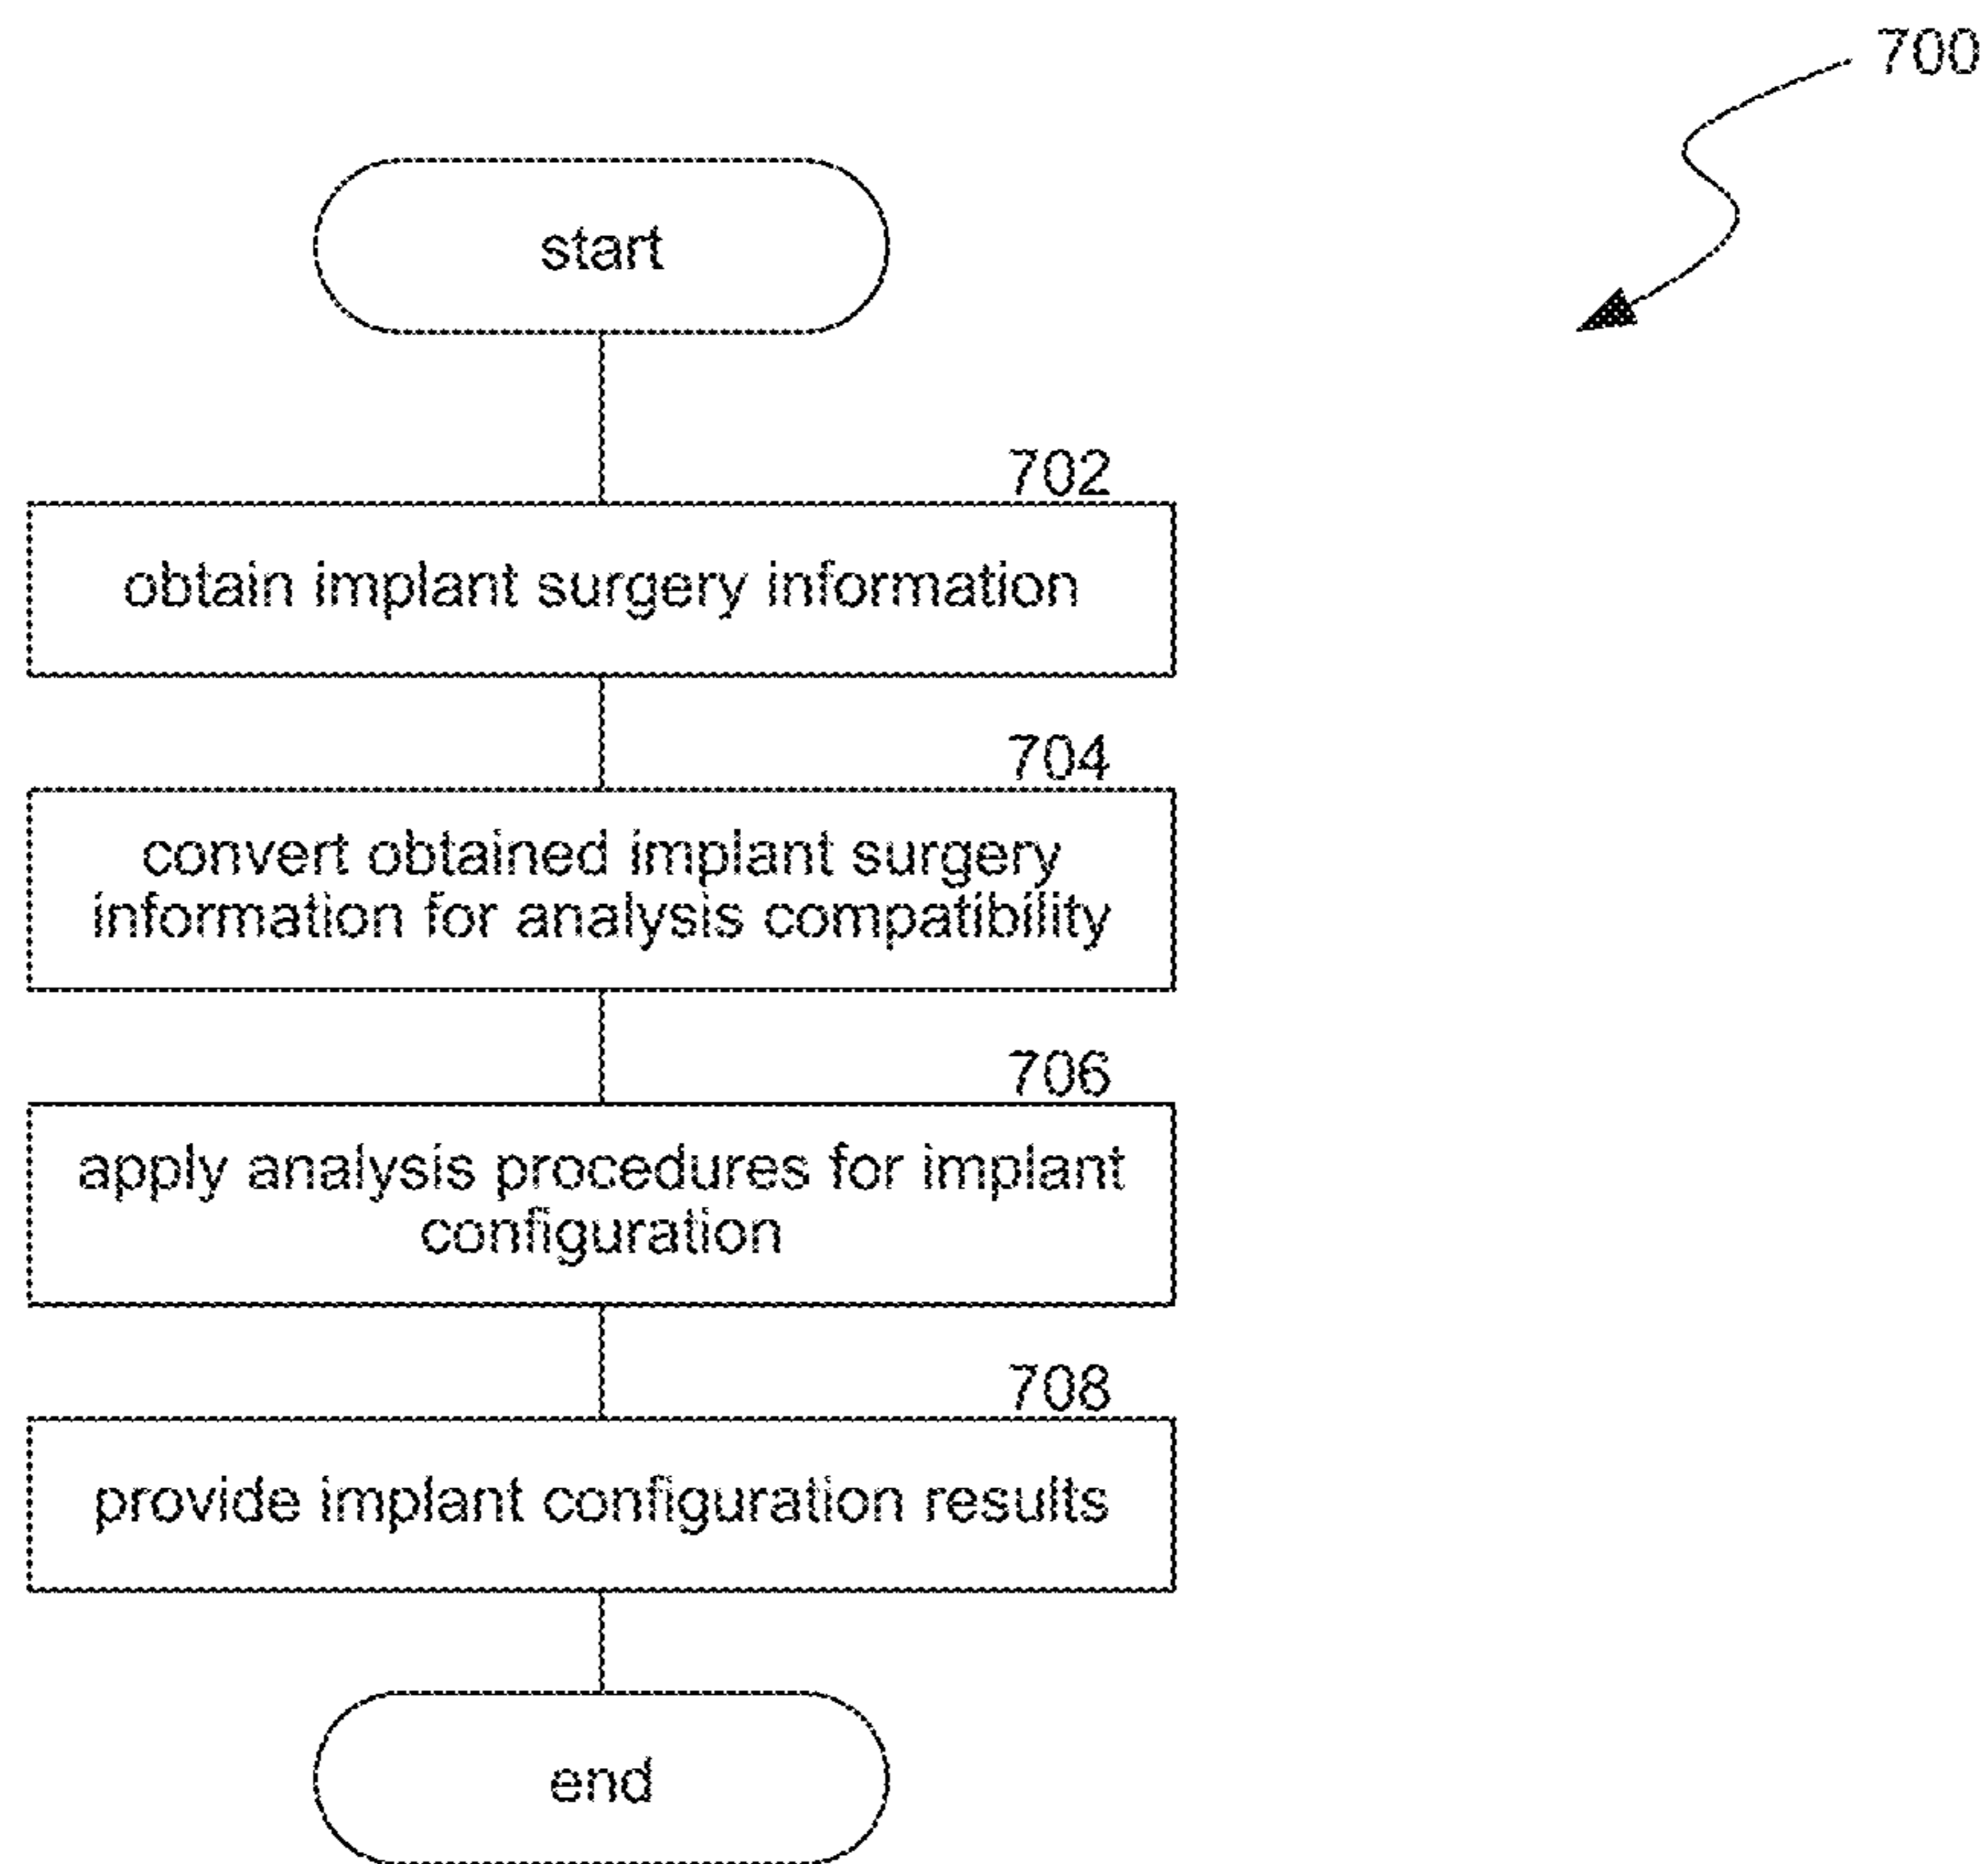 700
start
702
obtain implant surgery information
704
convert obtained implant surgery
information for analysis compatibility
706
apply analysis procedures for implant
configuration
708
provide implant configuration results
end